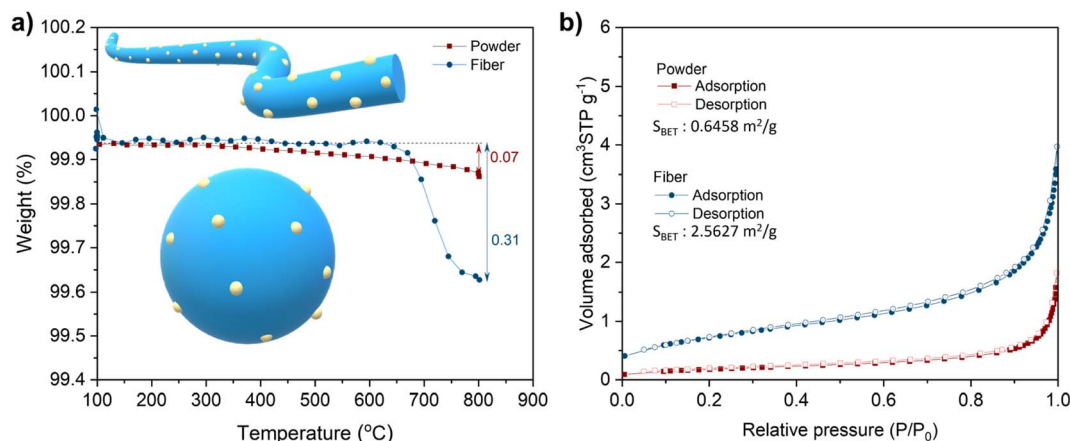 a)
100.2
100.1
100.0
99.9
99.8
99.7
99.6
99.5
99.4
Weight (%)
Powder
Fiber
0.07
0.31
100 200 300 400 500 600 700 800 900
Temperature (°C)
b)
6
5
4
3
2
1
0
Volume adsorbed (cm³STP g⁻¹)
Powder
Adsorption
Desorption
S_BET : 0.6458 m²/g
Fiber
Adsorption
Desorption
S_BET : 2.5627 m²/g
0.0 0.2 0.4 0.6 0.8 1.0
Relative pressure (P/P₀)